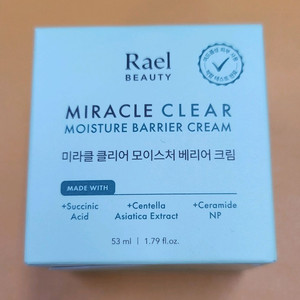 Rael
BEAUTY
MIRACLE CLEAR
MOISTURE BARRIER CREAM
미라클 클리어 모이스처 베리어 크림
MADE WITH
+Succinic +Centella +Ceramide
Acid Asiatica Extract NP
53 ml | 1.79 fl.oz.